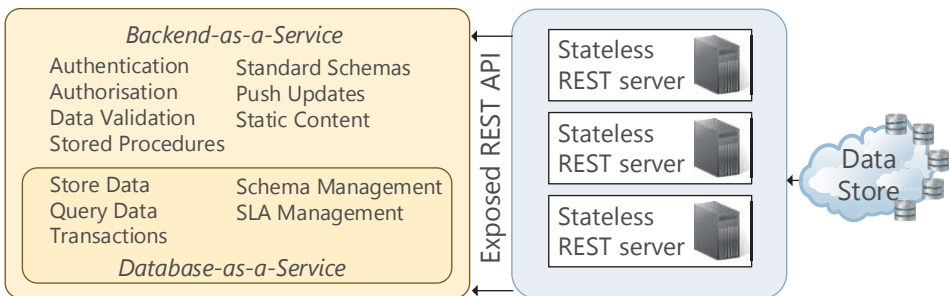 Backend-as-a-Service
Authentication
Authorisation
Data Validation
Stored Procedures
Standard Schemas
Push Updates
Static Content
Store Data
Query Data
Transactions
Schema Management
SLA Management
Database-as-a-Service
Exposed REST API
Stateless
REST server
Stateless
REST server
Stateless
REST server
Data
Store